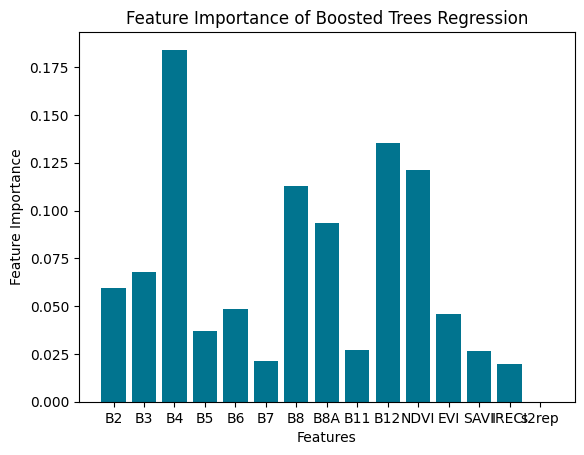 Feature Importance of Boosted Trees Regression
Feature Importance
0.175
0.150
0.125
0.100
0.075
0.050
0.025
0.000
B2 B3 B4 B5 B6 B7 B8 B8A B11 B12 NDVI EVI SAVI IRECI s2rep
Features